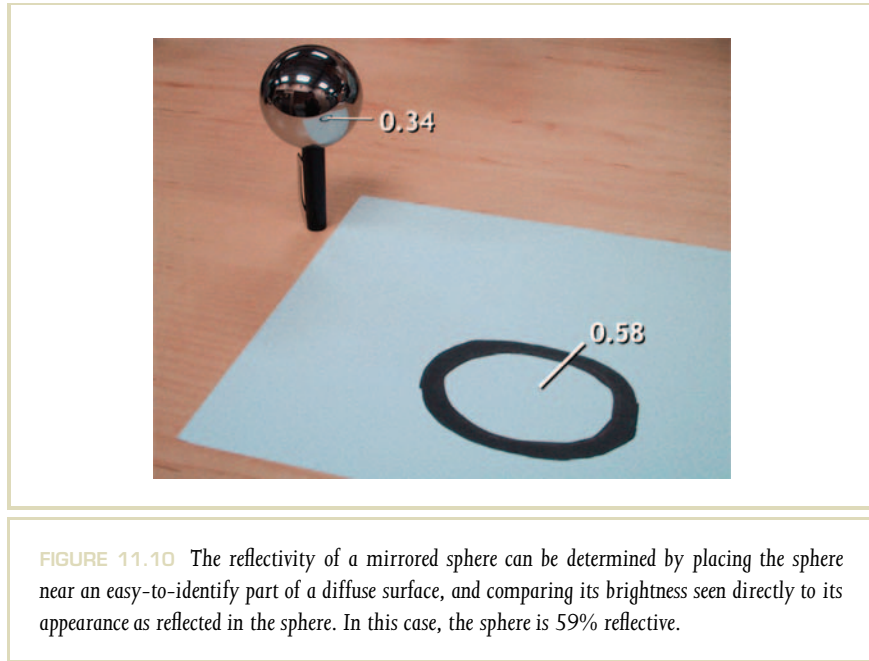 0.34
0.58
FIGURE 11.10 The reflectivity of a mirrored sphere can be determined by placing the sphere
near an easy-to-identify part of a diffuse surface, and comparing its brightness seen directly to its
appearance as reflected in the sphere. In this case, the sphere is 59% reflective.